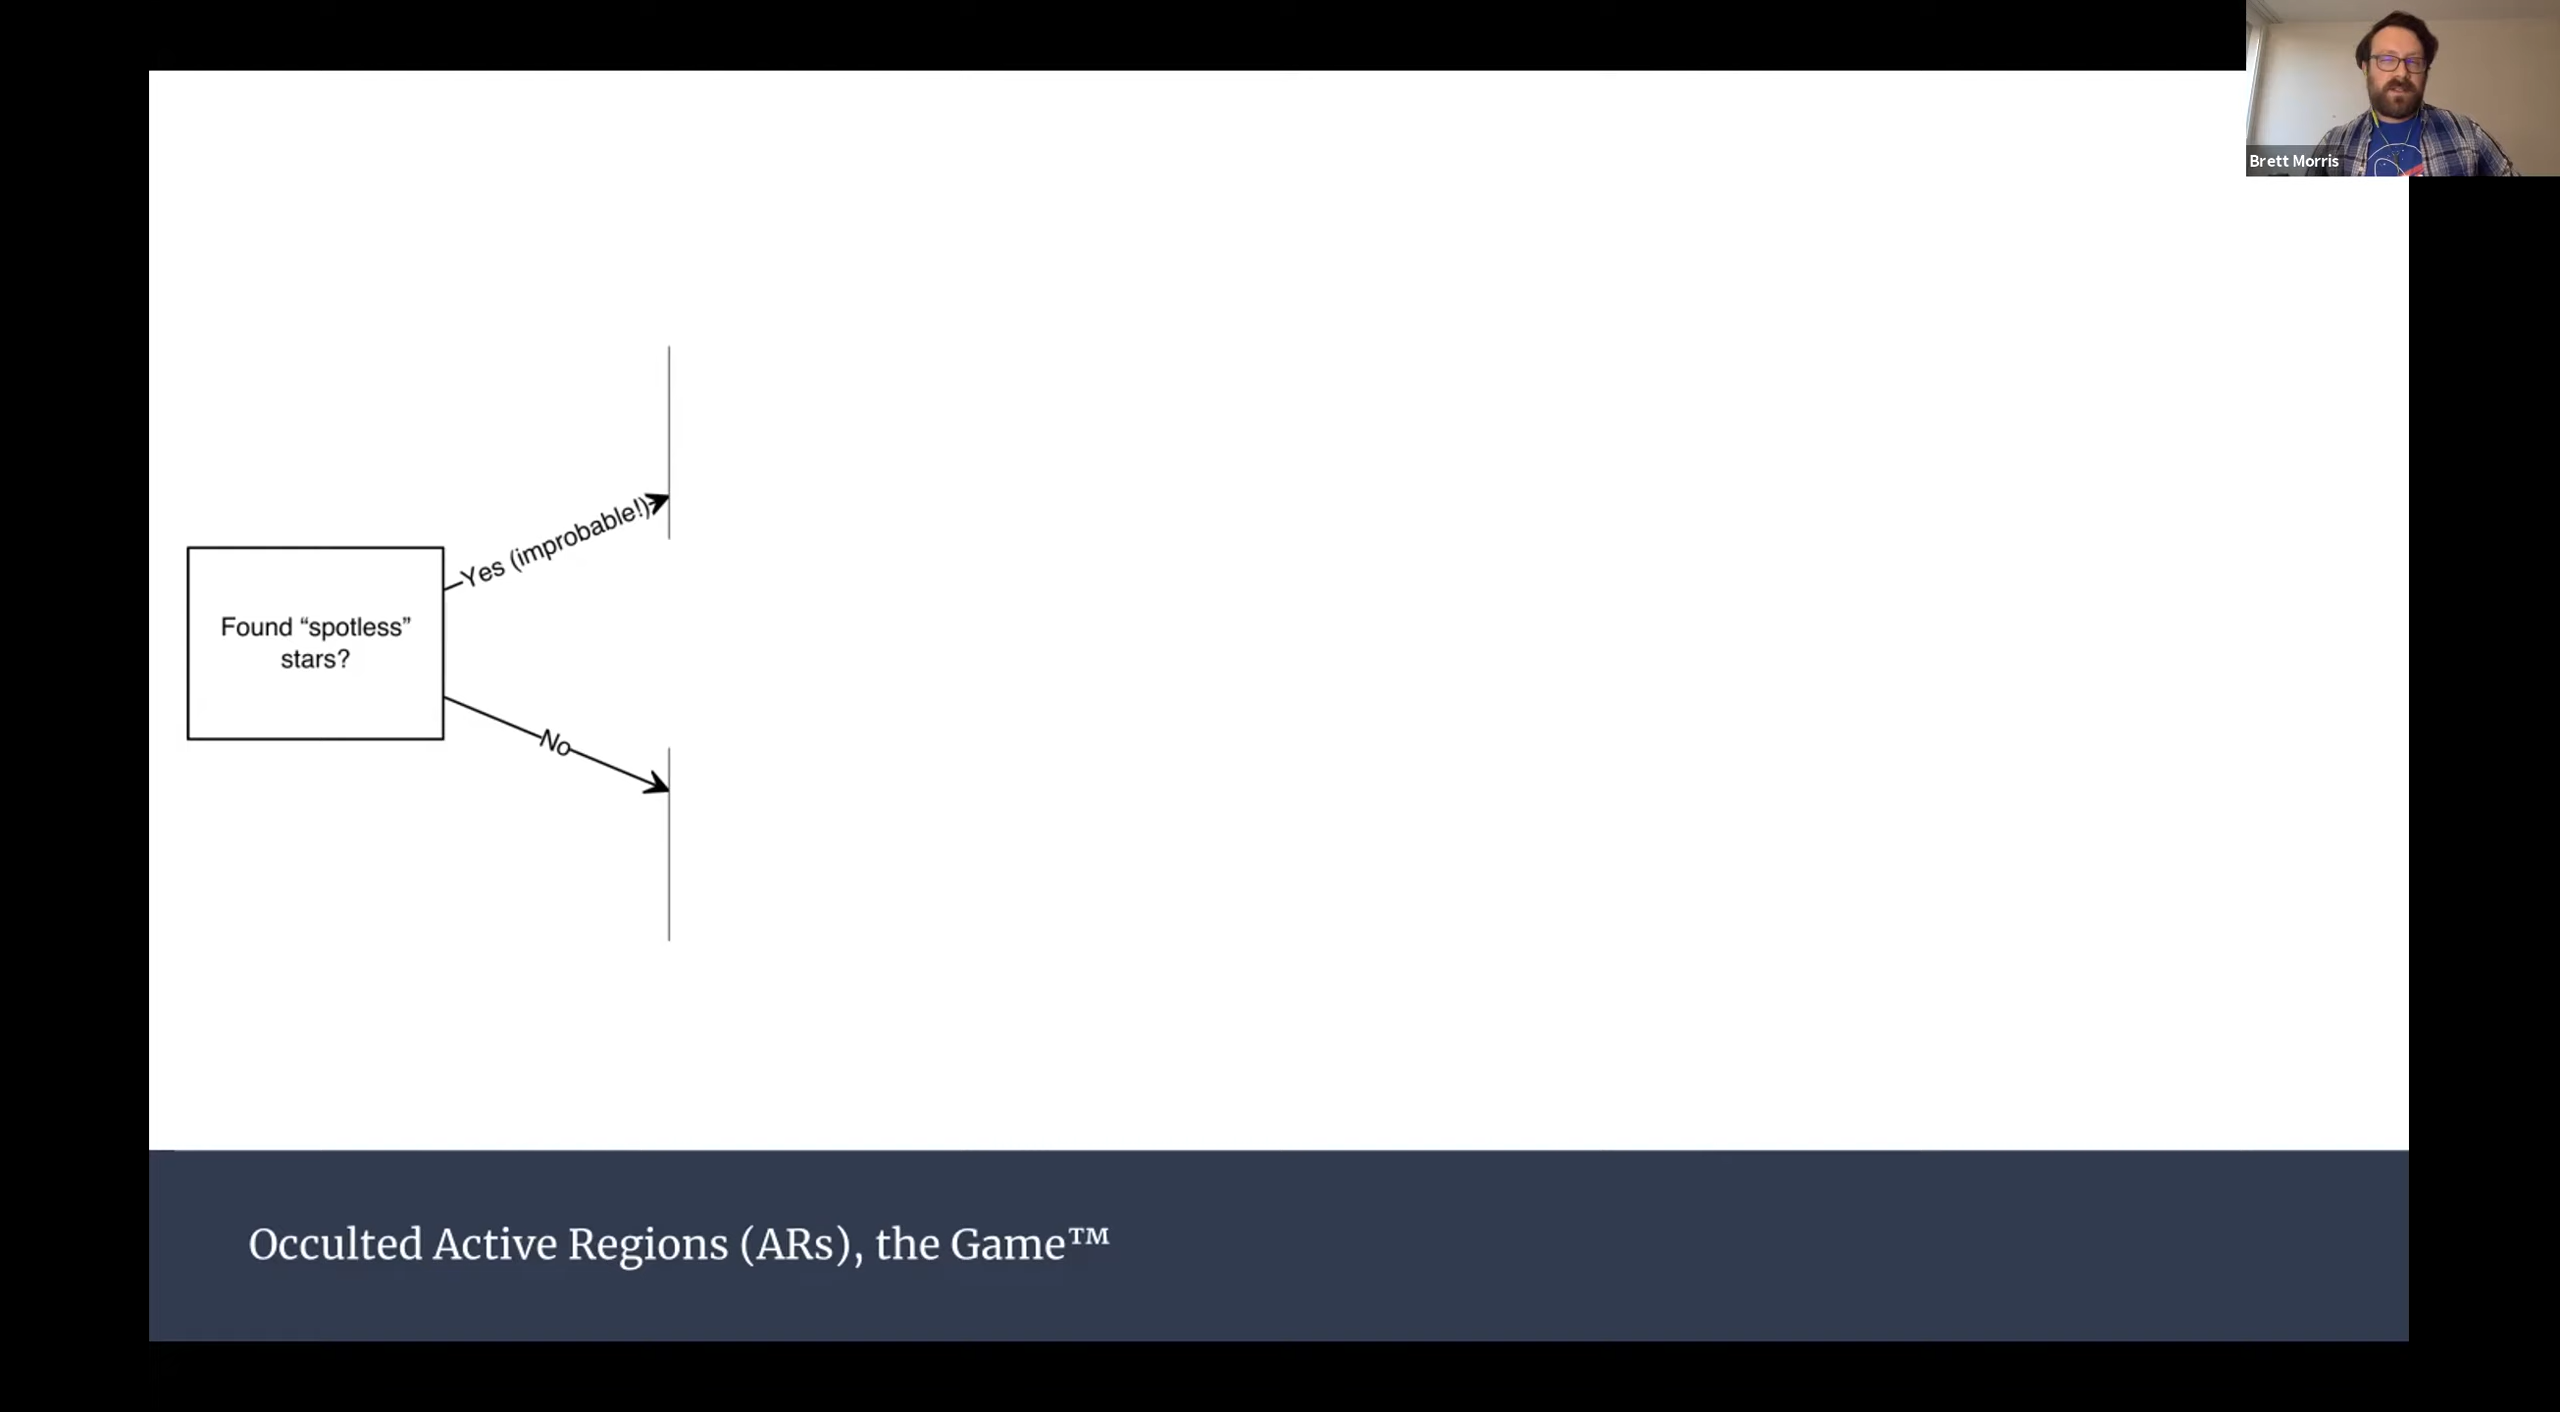 Brett Morris
Yes (improbable!)
Found “spotless”
stars?
No
Occulted Active Regions (ARs), the Game™